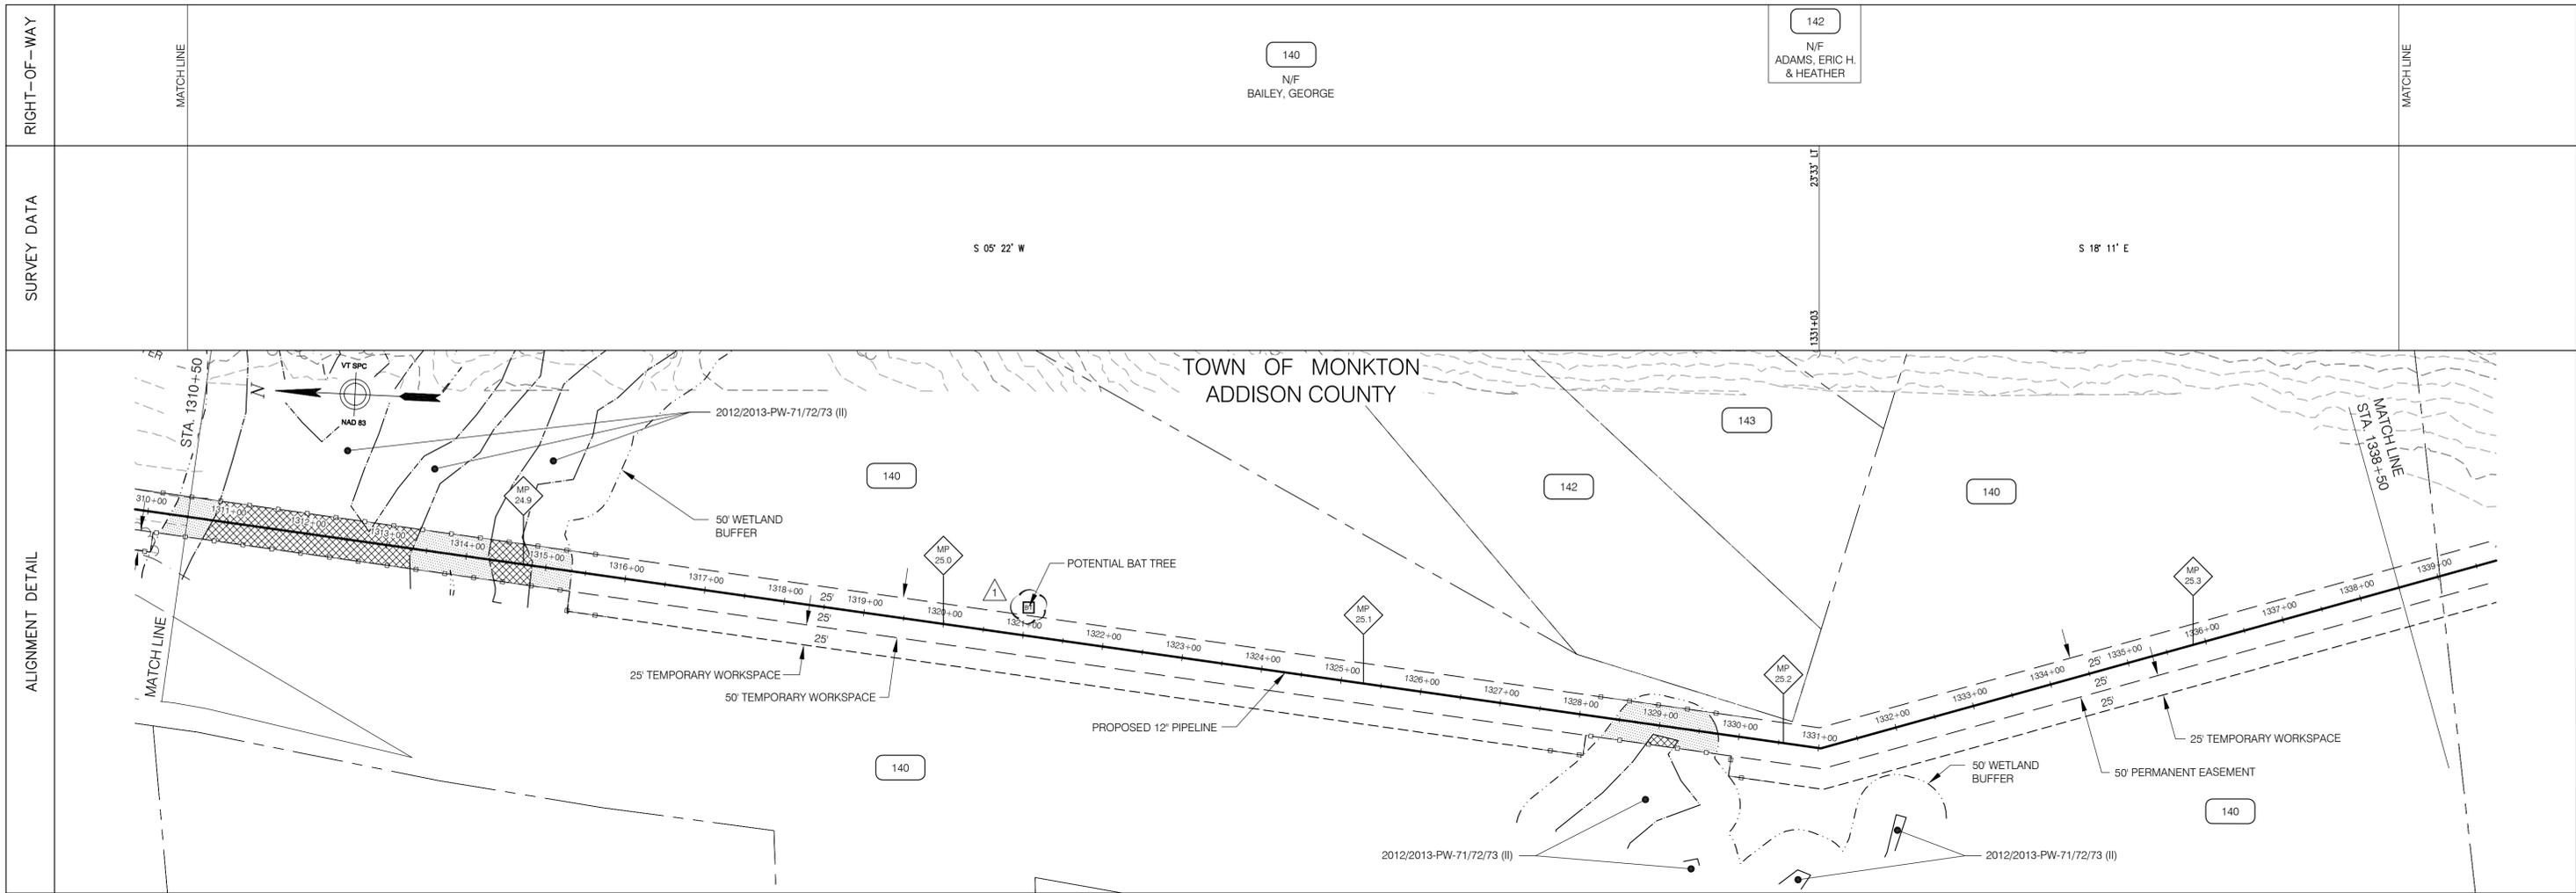 RIGHT-OF-WAY
MATCH LINE
140
N/F
BAILEY, GEORGE
142
N/F
ADAMS, ERIC H.
& HEATHER
MATCH LINE
SURVEY DATA
S 05° 22' W
23°33' LT
1331+03
S 18° 11' E
ALIGNMENT DETAIL
STA. 1310+50
MATCH LINE
N
VT SPC
NAD 83
2012/2013-PW-71/72/73 (II)
TOWN OF MONKTON
ADDISON COUNTY
143
142
140
140
MATCH LINE
STA. 1338+50
50' WETLAND
BUFFER
MP
24.9
MP
25.0
1
POTENTIAL BAT TREE
MP
25.1
MP
25.2
MP
25.3
310+00
1311+00
1312+00
1313+00
1314+00
1315+00
1316+00
1317+00
1318+00
1319+00
1320+00
1321+00
1322+00
1323+00
1324+00
1325+00
1326+00
1327+00
1328+00
1329+00
1330+00
1331+00
1332+00
1333+00
1334+00
1335+00
1336+00
1337+00
1338+00
1339+00
25'
25'
25'
25'
25'
25'
25' TEMPORARY WORKSPACE
50' TEMPORARY WORKSPACE
PROPOSED 12" PIPELINE
25' TEMPORARY WORKSPACE
50' PERMANENT EASEMENT
50' WETLAND
BUFFER
140
140
2012/2013-PW-71/72/73 (II)
2012/2013-PW-71/72/73 (II)